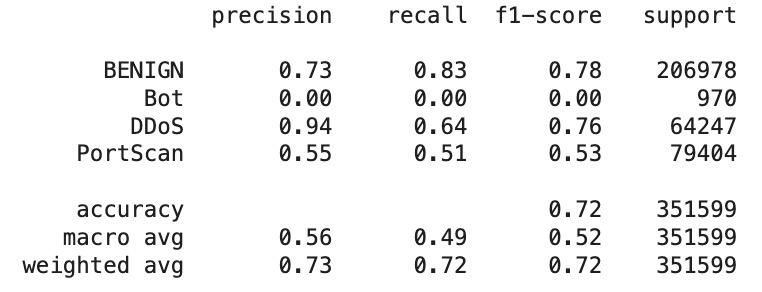 precision recall f1-score support
BENIGN 0.73 0.83 0.78 206978
Bot 0.00 0.00 0.00 970
DDoS 0.94 0.64 0.76 64247
PortScan 0.55 0.51 0.53 79404
accuracy 0.72 351599
macro avg 0.56 0.49 0.52 351599
weighted avg 0.73 0.72 0.72 351599